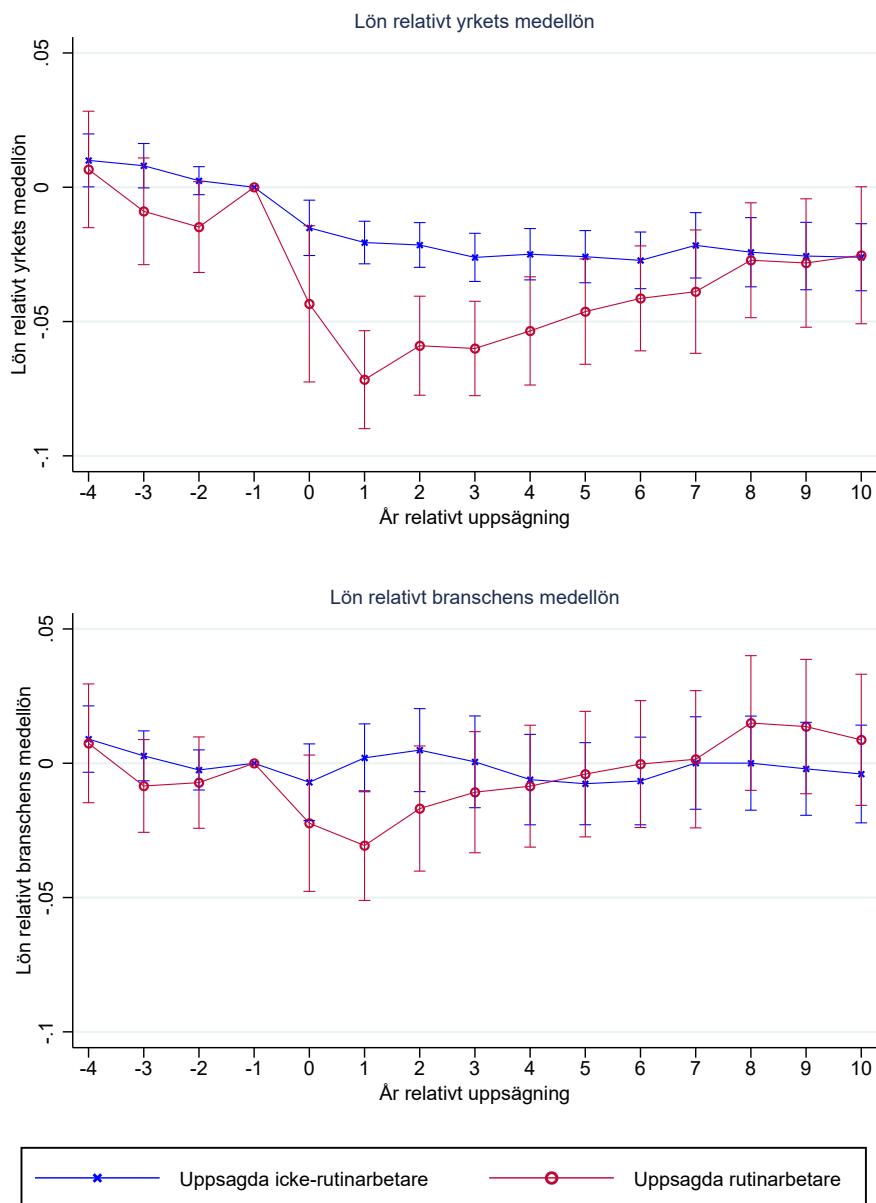 Lön relativt yrkets medellön
Lön relativt yrkets medellön
.05
0
-.05
-.1
-4 -3 -2 -1 0 1 2 3 4 5 6 7 8 9 10
År relativt uppsägning
Lön relativt branschens medellön
Lön relativt branschens medellön
.05
0
-.05
-.1
-4 -3 -2 -1 0 1 2 3 4 5 6 7 8 9 10
År relativt uppsägning
Uppsagda icke-rutinarbetare Uppsagda rutinarbetare